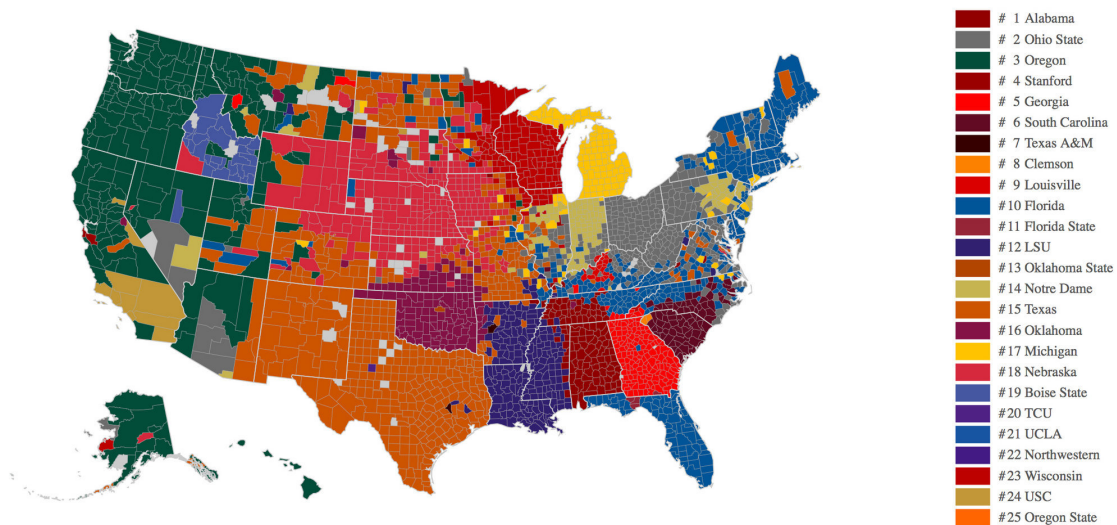 # 1 Alabama
# 2 Ohio State
# 3 Oregon
# 4 Stanford
# 5 Georgia
# 6 South Carolina
# 7 Texas A&M
# 8 Clemson
# 9 Louisville
#10 Florida
#11 Florida State
#12 LSU
#13 Oklahoma State
#14 Notre Dame
#15 Texas
#16 Oklahoma
#17 Michigan
#18 Nebraska
#19 Boise State
#20 TCU
#21 UCLA
#22 Northwestern
#23 Wisconsin
#24 USC
#25 Oregon State